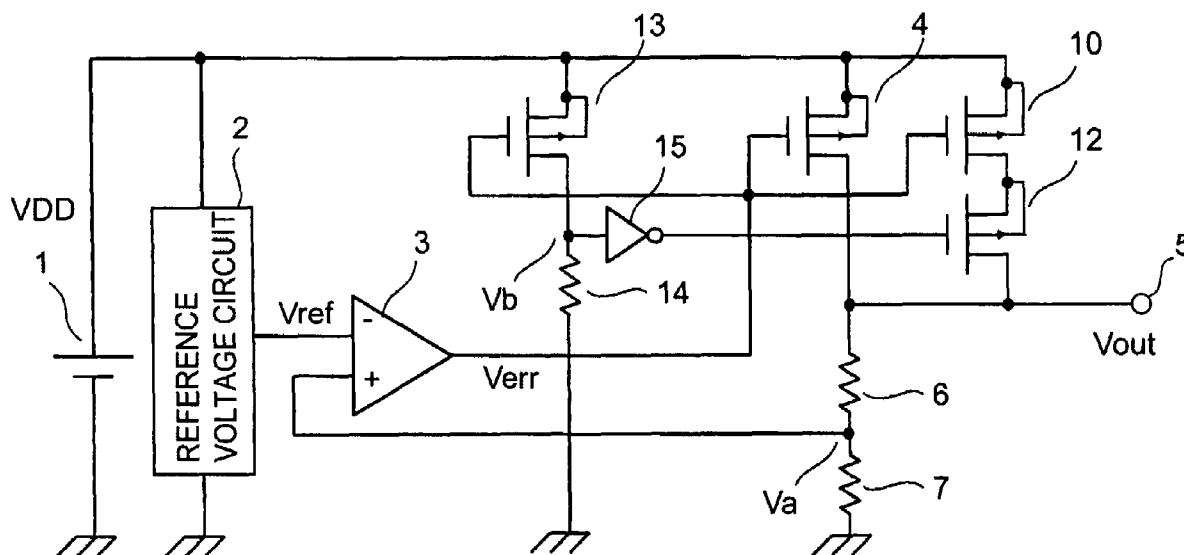 13
4
10
2
15
12
VDD
3
5
1
REFERENCE
VOLTAGE CIRCUIT
Vref
-
+
Vb
14
Verr
Vout
6
Va
7